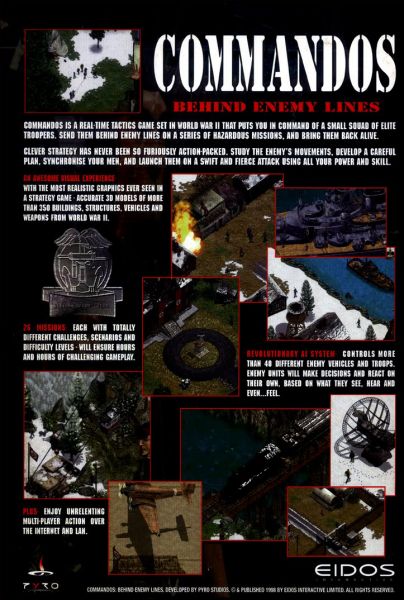 COMMANDOS
BEHIND ENEMY LINES
COMMANDOS IS A REAL-TIME TACTICS GAME SET IN WORLD WAR II THAT PUTS YOU IN COMMAND OF A SMALL SQUAD OF ELITE
TROOPERS. SEND THEM BEHIND ENEMY LINES ON A SERIES OF HAZARDOUS MISSIONS, AND BRING THEM BACK ALIVE.
CLEVER STRATEGY HAS NEVER BEEN SO FURIOUSLY ACTION-PACKED. STUDY THE ENEMY'S MOVEMENTS, DEVELOP A CAREFUL
PLAN, SYNCHRONISE YOUR MEN, AND LAUNCH THEM ON A SWIFT AND FIERCE ATTACK USING ALL YOUR POWER AND SKILL.
AN AWESOME VISUAL EXPERIENCE
WITH THE MOST REALISTIC GRAPHICS EVER SEEN IN
A STRATEGY GAME - ACCURATE 3D MODELS OF MORE
THAN 350 BUILDINGS, STRUCTURES, VEHICLES AND
WEAPONS FROM WORLD WAR II.
26 MISSIONS EACH WITH TOTALLY
DIFFERENT CHALLENGES, SCENARIOS AND
DIFFICULTY LEVELS - WILL ENSURE HOURS
AND HOURS OF CHALLENGING GAMEPLAY.
REVOLUTIONARY AI SYSTEM CONTROLS MORE
THAN 40 DIFFERENT ENEMY VEHICLES AND TROOPS.
ENEMY UNITS WILL MAKE DECISIONS AND REACT ON
THEIR OWN, BASED ON WHAT THEY SEE, HEAR AND
EVEN...FEEL.
PLUS ENJOY UNRELENTING
MULTI-PLAYER ACTION OVER
THE INTERNET AND LAN.
PYRO
EIDOS
INTERACTIVE
COMMANDOS: BEHIND ENEMY LINES. DEVELOPED BY PYRO STUDIOS. © & PUBLISHED 1998 BY EIDOS INTERACTIVE LIMITED. ALL RIGHTS RESERVED.